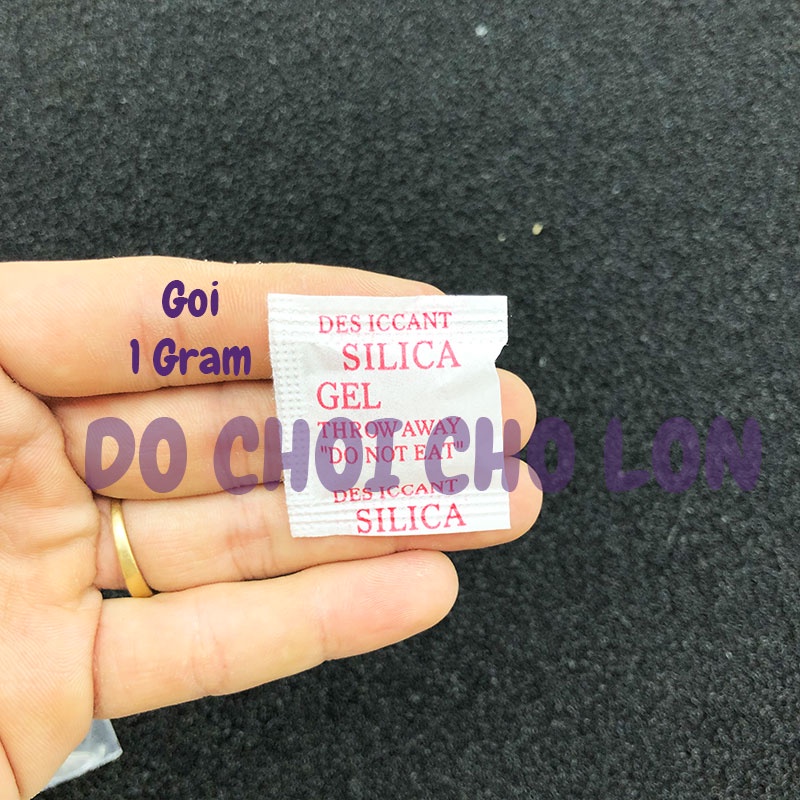 Goi
1 Gram
DES ICCANT
SILICA
GEL
THROW AWAY
"DO NOT EAT"
DO CHOI CHO LON
DES ICCANT
SILICA